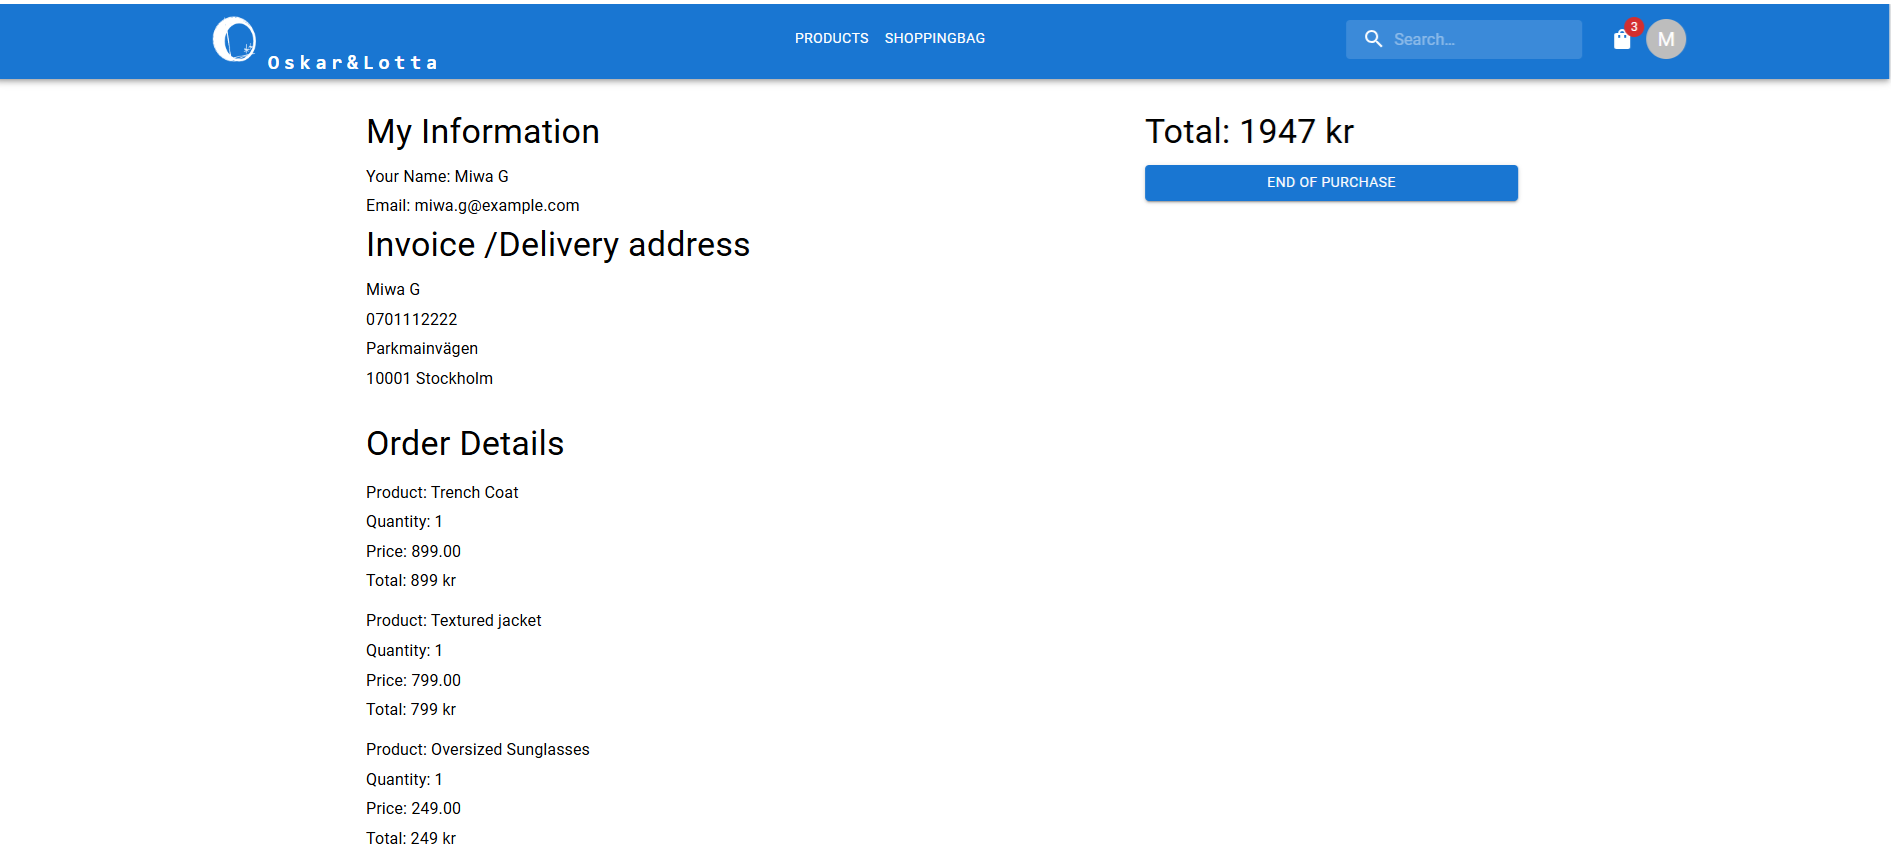 Oskar&Lotta
PRODUCTS SHOPPINGBAG
Search...
3
M
My Information
Your Name: Miwa G
Email: miwa.g@example.com
Invoice /Delivery address
Miwa G
0701112222
Parkmainvägen
10001 Stockholm
Order Details
Product: Trench Coat
Quantity: 1
Price: 899.00
Total: 899 kr
Product: Textured jacket
Quantity: 1
Price: 799.00
Total: 799 kr
Product: Oversized Sunglasses
Quantity: 1
Price: 249.00
Total: 249 kr
Total: 1947 kr
END OF PURCHASE